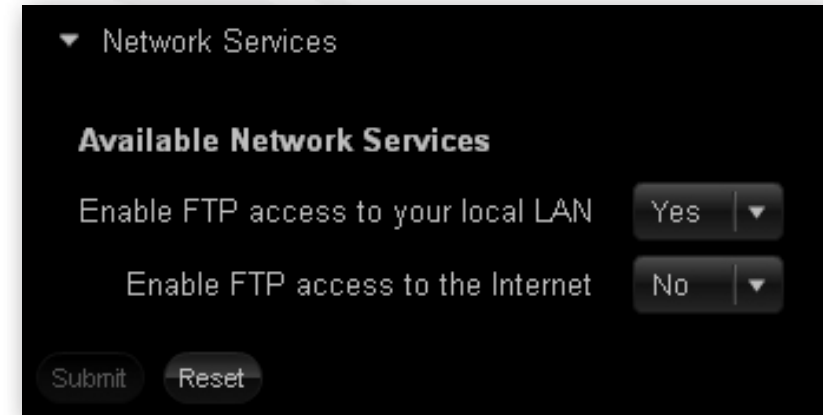 Network Services
Available Network Services
Enable FTP access to your local LAN Yes
Enable FTP access to the Internet No
Submit Reset